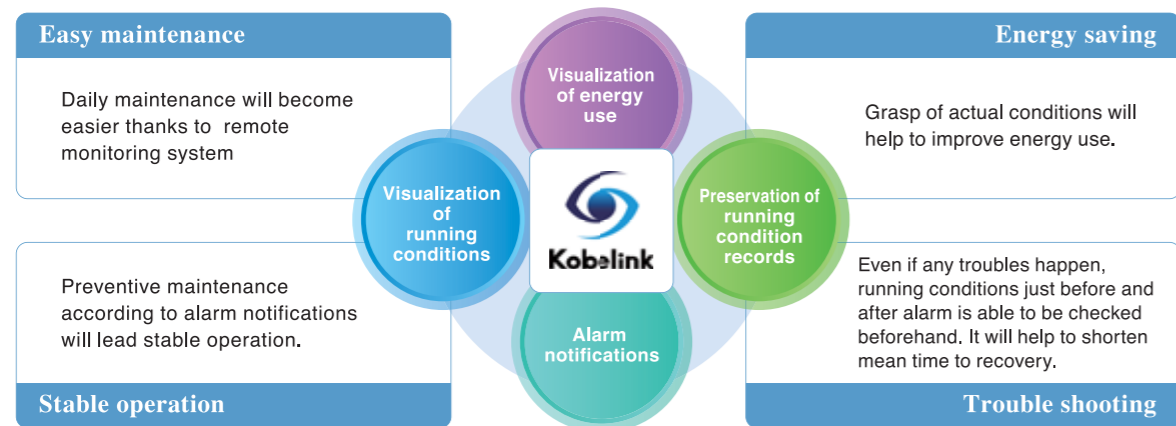 Easy maintenance
Daily maintenance will become
easier thanks to remote
monitoring system
Visualization
of energy
use
Energy saving
Grasp of actual conditions will
help to improve energy use.
Visualization
of
running
conditions
Kobelink
Preservation of
running
condition
records
Preventive maintenance
according to alarm notifications
will lead stable operation.
Stable operation
Alarm
notifications
Even if any troubles happen,
running conditions just before and
after alarm is able to be checked
beforehand. It will help to shorten
mean time to recovery.
Trouble shooting